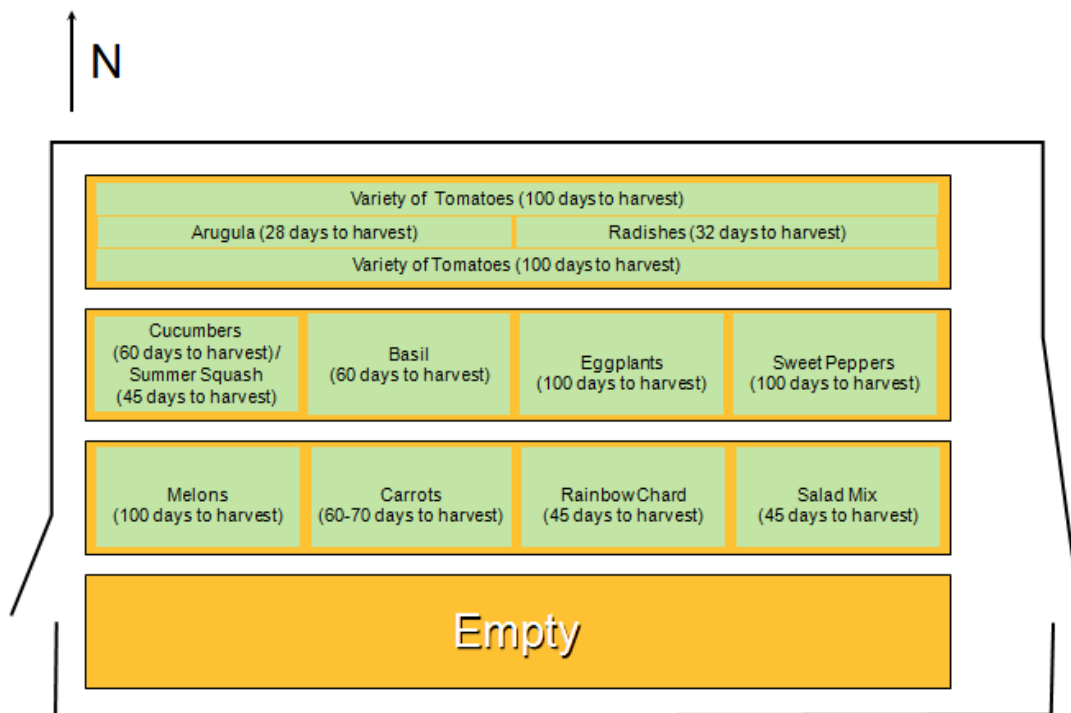 N
Variety of Tomatoes (100 days to harvest)
Arugula (28 days to harvest)
Radishes (32 days to harvest)
Variety of Tomatoes (100 days to harvest)
Cucumbers
(60 days to harvest)/
Summer Squash
(45 days to harvest)
Basil
(60 days to harvest)
Eggplants
(100 days to harvest)
Sweet Peppers
(100 days to harvest)
Melons
(100 days to harvest)
Carrots
(60-70 days to harvest)
Rainbow Chard
(45 days to harvest)
Salad Mix
(45 days to harvest)
Empty